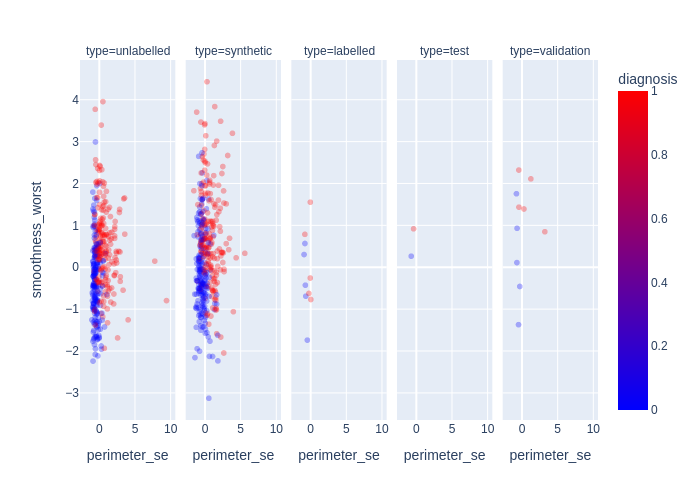 type=unlabelled type=synthetic type=labelled type=test type=validation
diagnosis
1
0.8
0.6
0.4
0.2
0
smoothness_worst
4
3
2
1
0
−1
−2
−3
0 5 10 0 5 10 0 5 10 0 5 10 0 5 10
perimeter_se perimeter_se perimeter_se perimeter_se perimeter_se